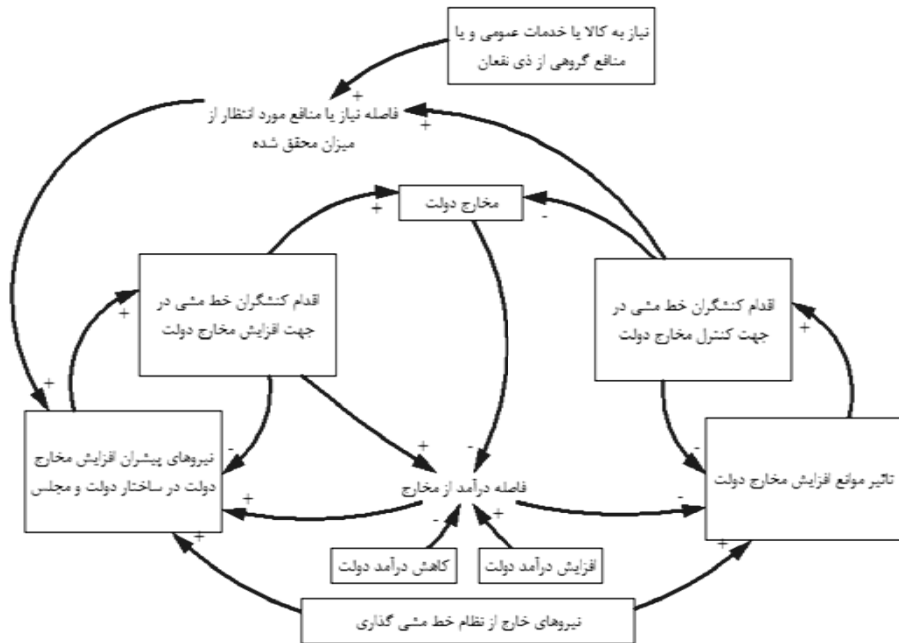 نیاز به کالا یا خدمات عمومی و یا
منافع گروهی از ذی نفعان
+
فاصله نیاز یا منافع مورد انتظار از
میزان محقق شده
+
مخارج دولت
+
-
اقدام کنشگران خط مشی در
جهت افزایش مخارج دولت
اقدام کنشگران خط مشی در
جهت کنترل مخارج دولت
+
+
+
-
+
-
-
نیروهای پیشران افزایش مخارج
دولت در ساختار دولت و مجلس
تاثیر موانع افزایش مخارج دولت
فاصله درآمد از مخارج
+
-
-
+
کاهش درآمد دولت
افزایش درآمد دولت
+
+
نیروهای خارج از نظام خط مشی گذاری